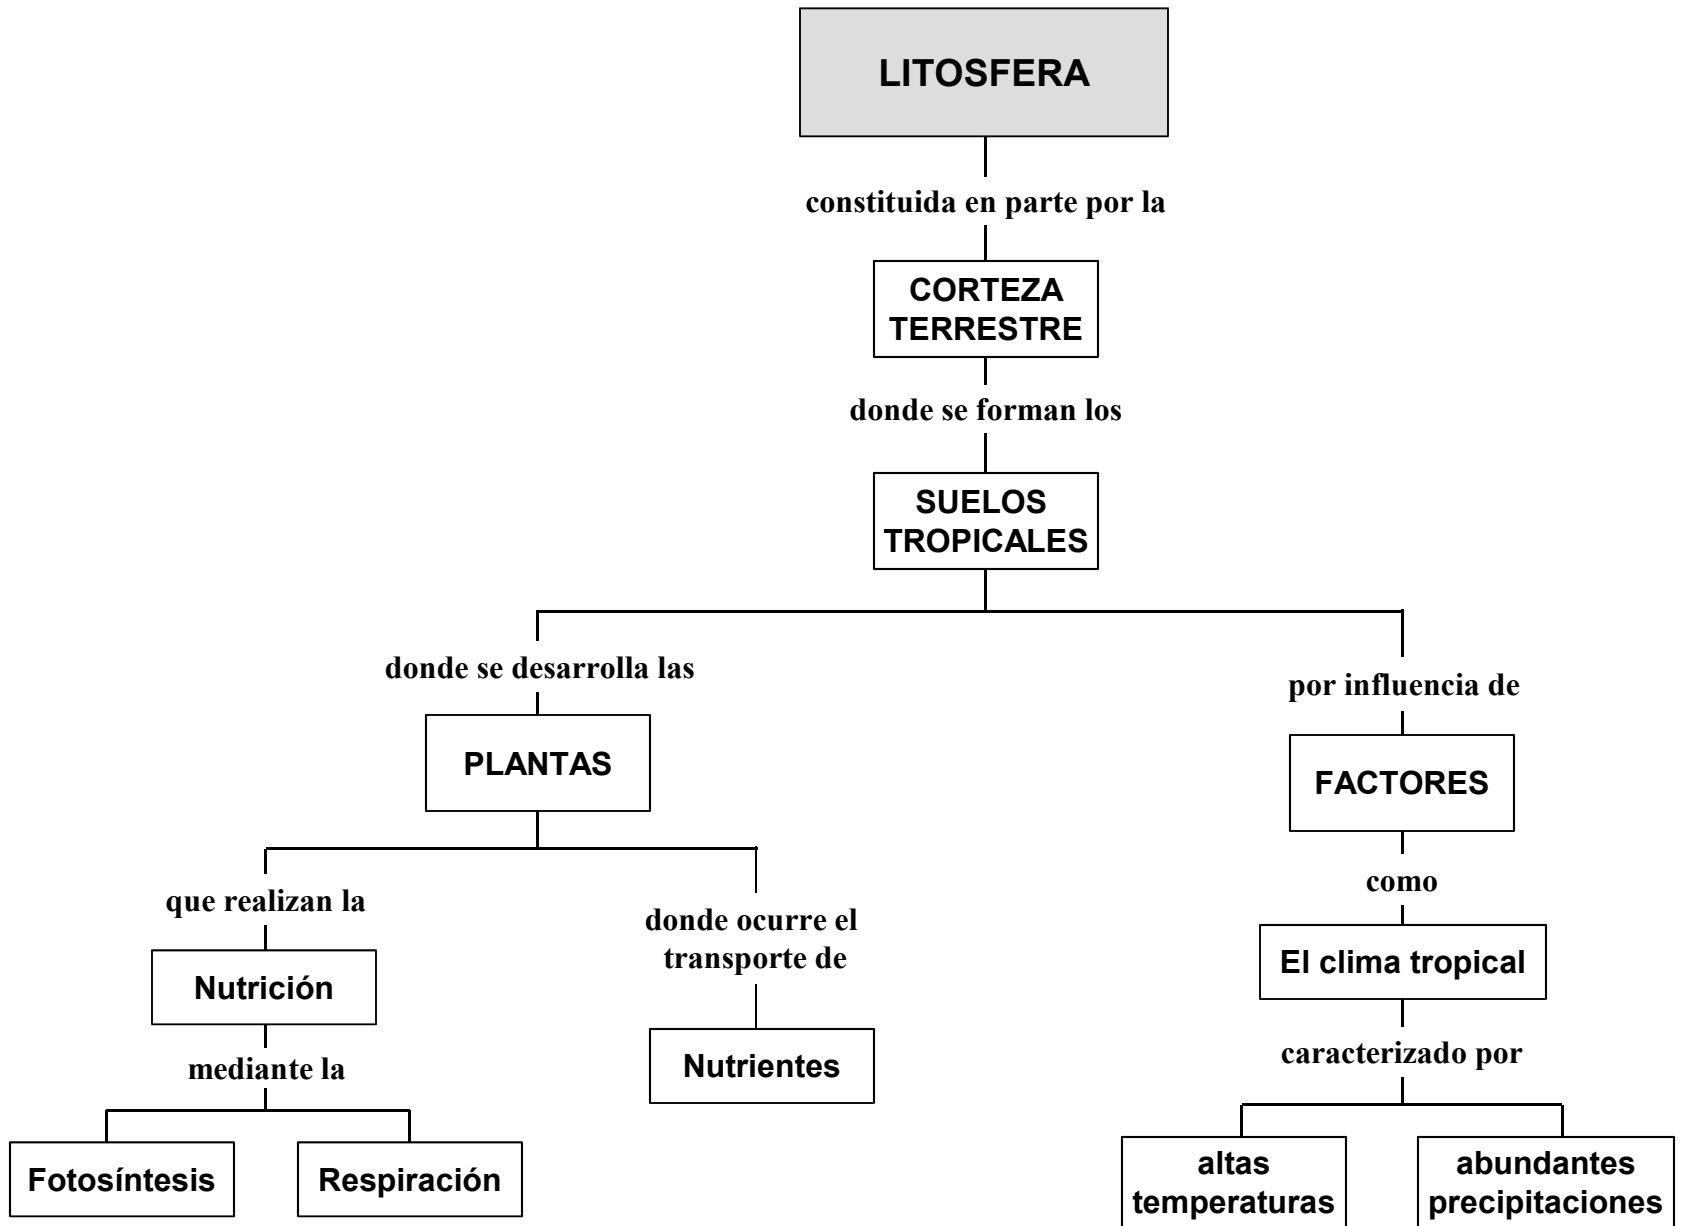 LITOSFERA
constituida en parte por la
CORTEZA
TERRESTRE
donde se forman los
SUELOS
TROPICALES
donde se desarrolla las
PLANTAS
que realizan la
Nutrición
mediante la
Fotosíntesis
Respiración
donde ocurre el
transporte de
Nutrientes
por influencia de
FACTORES
como
El clima tropical
caracterizado por
altas
temperaturas
abundantes
precipitaciones